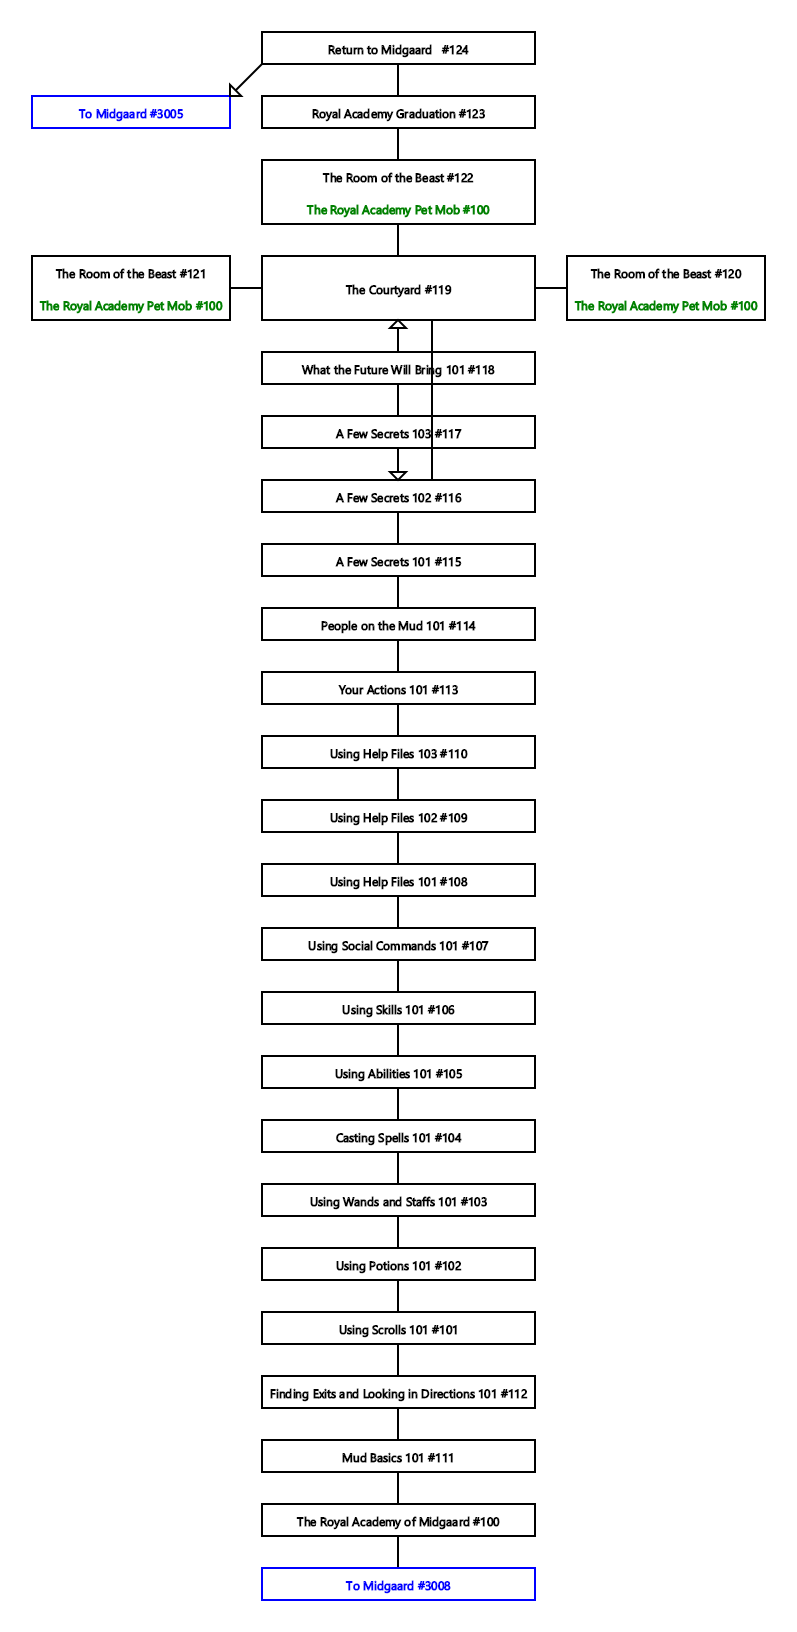 Return to Midgaard   #124
To Midgaard #3005
Royal Academy Graduation #123
The Room of the Beast #122
The Royal Academy Pet Mob #100
The Room of the Beast #121
The Royal Academy Pet Mob #100
The Courtyard #119
The Room of the Beast #120
The Royal Academy Pet Mob #100
What the Future Will Bring 101 #118
A Few Secrets 103 #117
A Few Secrets 102 #116
A Few Secrets 101 #115
People on the Mud 101 #114
Your Actions 101 #113
Using Help Files 103 #110
Using Help Files 102 #109
Using Help Files 101 #108
Using Social Commands 101 #107
Using Skills 101 #106
Using Abilities 101 #105
Casting Spells 101 #104
Using Wands and Staffs 101 #103
Using Potions 101 #102
Using Scrolls 101 #101
Finding Exits and Looking in Directions 101 #112
Mud Basics 101 #111
The Royal Academy of Midgaard #100
To Midgaard #3008